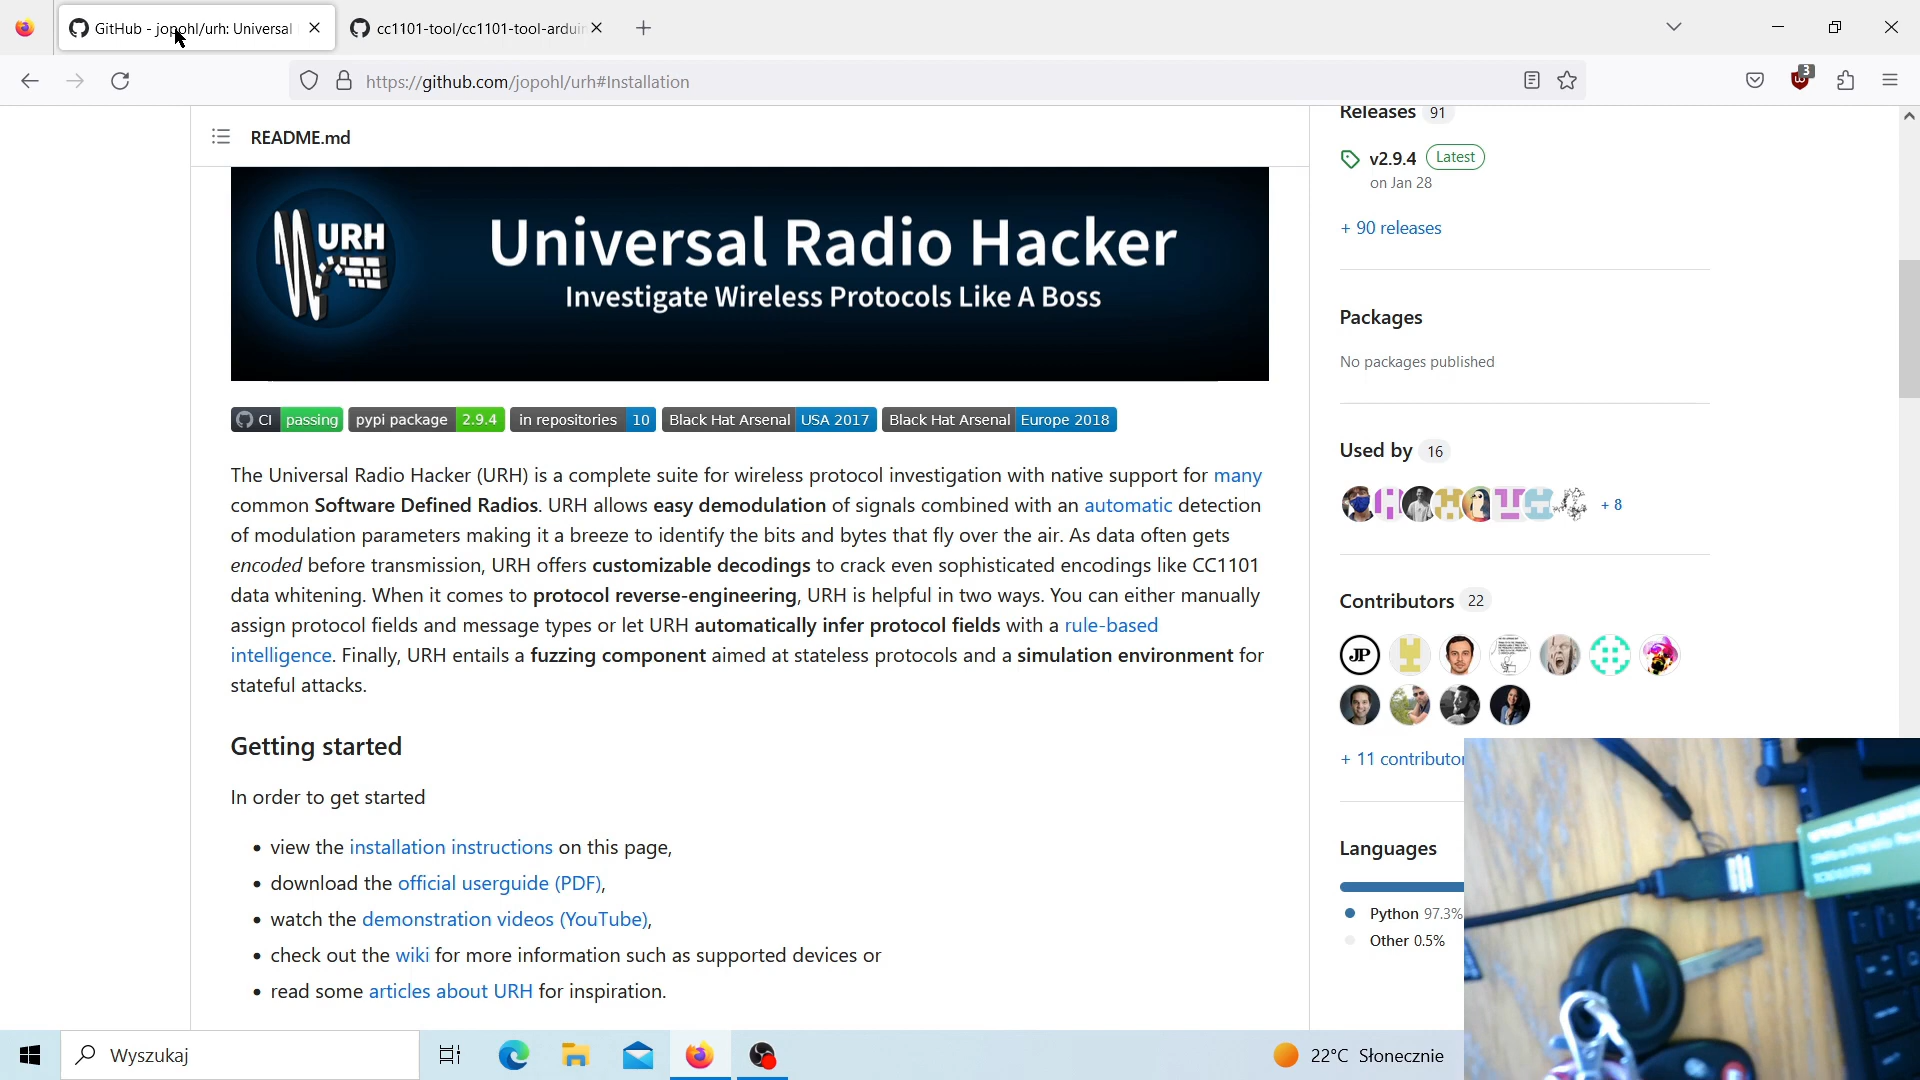 GitHub - jopohl/urh: Universal
cc1101-tool/cc1101-tool-ardui
https://github.com/jopohl/urh#Installation
3
README.md
URH
Universal Radio Hacker
Investigate Wireless Protocols Like A Boss
CI passing pypi package 2.9.4 in repositories 10 Black Hat Arsenal USA 2017 Black Hat Arsenal Europe 2018
The Universal Radio Hacker (URH) is a complete suite for wireless protocol investigation with native support for many
common Software Defined Radios. URH allows easy demodulation of signals combined with an automatic detection
of modulation parameters making it a breeze to identify the bits and bytes that fly over the air. As data often gets
encoded before transmission, URH offers customizable decodings to crack even sophisticated encodings like CC1101
data whitening. When it comes to protocol reverse-engineering, URH is helpful in two ways. You can either manually
assign protocol fields and message types or let URH automatically infer protocol fields with a rule-based
intelligence. Finally, URH entails a fuzzing component aimed at stateless protocols and a simulation environment for
stateful attacks.
Getting started
In order to get started
• view the installation instructions on this page,
• download the official userguide (PDF),
• watch the demonstration videos (YouTube),
• check out the wiki for more information such as supported devices or
• read some articles about URH for inspiration.
Releases 91
v2.9.4 Latest
on Jan 28
+ 90 releases
Packages
No packages published
Used by 16
+ 8
Contributors 22
JP
+ 11 contributor
Languages
Python 97.3%
Other 0.5%
Wyszukaj
22°C Słonecznie